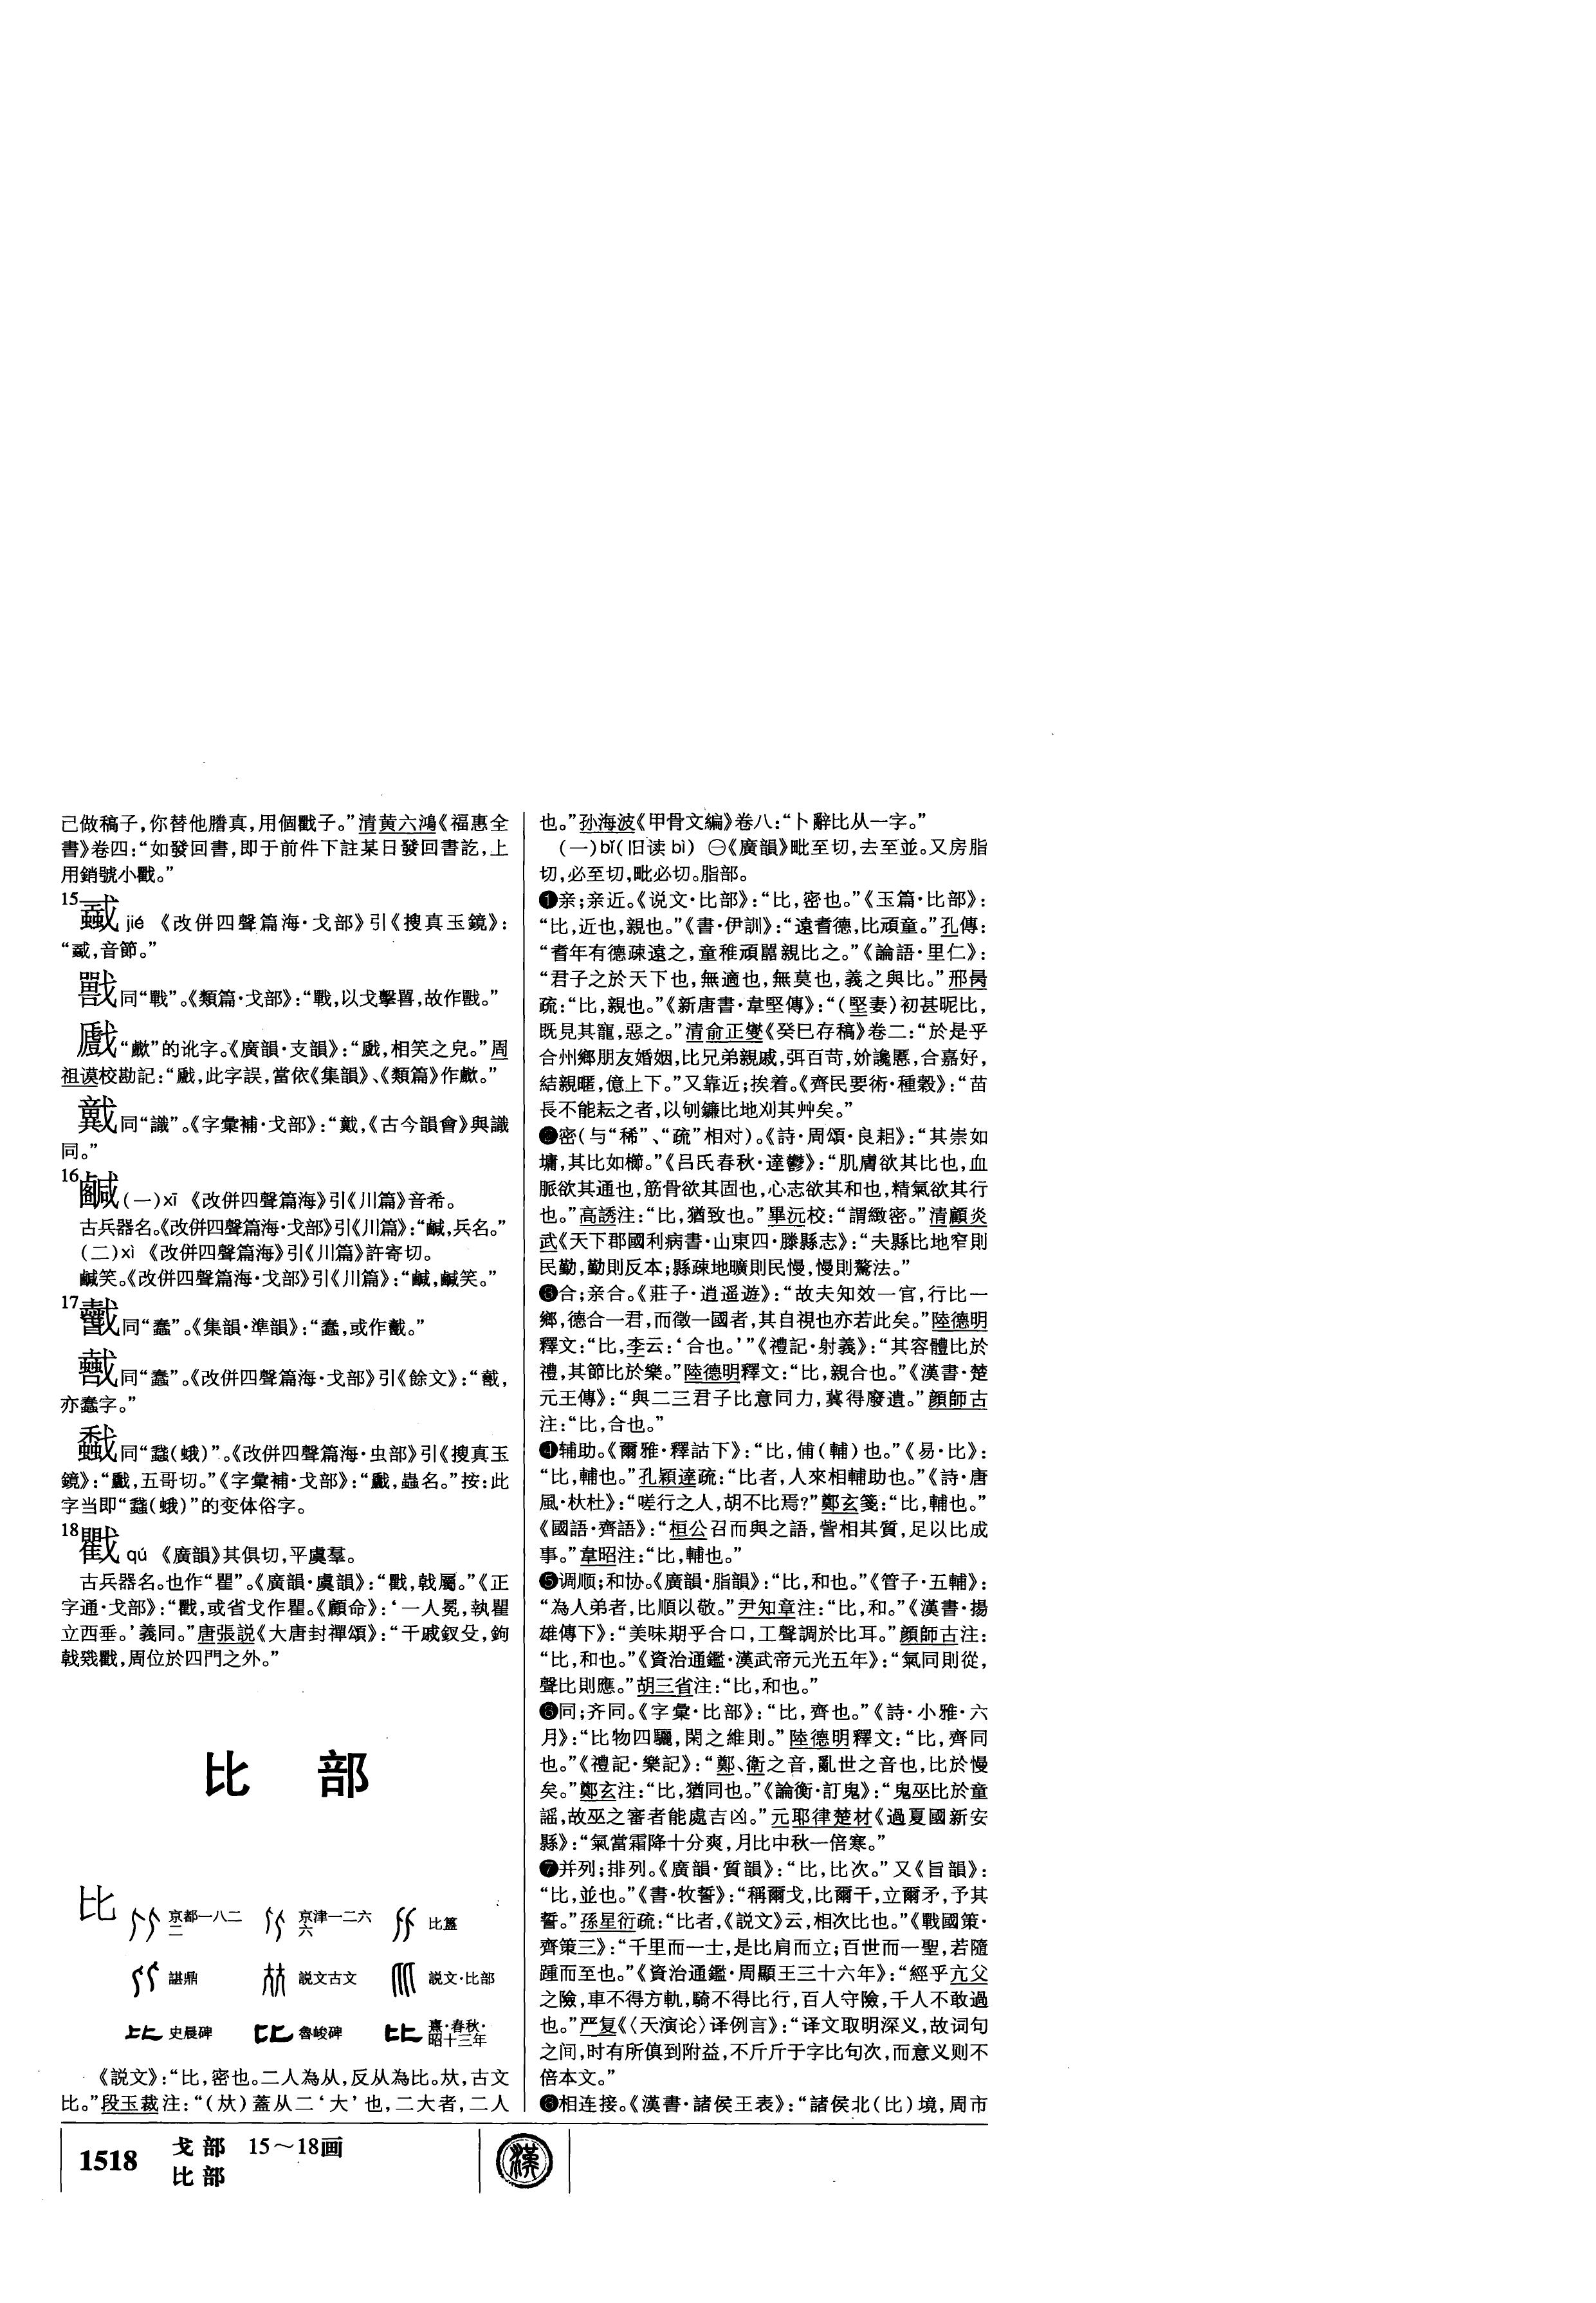 己做稿子，你替他謄真，用個戳子。”清黄六鴻《福惠全
書》卷四：“如發回書，即于前件下註某日發回書訖，上
用銷號小戳。”
15
jié 《改併四聲篇海·戈部》引《搜真玉鏡》：
“，音節。”
同“戰”。《類篇·戈部》：“戰，以戈擊嘼，故作。”
“歑”的讹字。《廣韻·支韻》：“，相笑之皃。”周
祖谟校勘記：“，此字誤，當依《集韻》、《類篇》作。”
同“識”。《字彙補·戈部》：“，《古今韻會》與識
同。”
16
（一）xī 《改併四聲篇海》引《川篇》音希。
古兵器名。《改併四聲篇海·戈部》引《川篇》：“，兵名。”
（二）xì 《改併四聲篇海》引《川篇》許寄切。
笑。《改併四聲篇海·戈部》引《川篇》：“，笑。”
17
同“蠢”。《集韻·準韻》：“蠢，或作。”
同“蠢”。《改併四聲篇海·戈部》引《餘文》：“，
亦蠢字。”
同“䖸（蛾）”。《改併四聲篇海·虫部》引《搜真玉
鏡》：“，五哥切。”《字彙補·戈部》：“，蟲名。”按：此
字当即“䖸（蛾）”的变体俗字。
18
戵 qú 《廣韻》其俱切，平虞羣。
古兵器名。也作“瞿”。《廣韻·虞韻》：“戵，戟屬。”《正
字通·戈部》：“戵，或省戈作瞿。《顧命》：‘一人冕，執瞿
立西垂。’義同。”唐張説《大唐封禪頌》：“干戚釵殳，鉤
戟戣戵，周位於四門之外。”
比 部
比 京都一八二二 京津一二六六 比簋
諶鼎 説文古文 説文·比部
史晨碑 魯峻碑 熹·春秋·昭十三年
《説文》：“比，密也。二人為从，反从為比。夶，古文
比。”段玉裁注：“（夶）蓋从二‘大’也，二大者，二人
也。”孙海波《甲骨文編》卷八：“卜辭比从一字。”
（一）bǐ（旧读bì） ㊀《廣韻》毗至切，去至並。又房脂
切，必至切，毗必切。脂部。
❶亲；亲近。《说文·比部》：“比，密也。”《玉篇·比部》：
“比，近也，親也。”《書·伊訓》：“遠耆德，比頑童。”孔傳：
“耆年有德疎遠之，童稚頑嚚親比之。”《論語·里仁》：
“君子之於天下也，無適也，無莫也，義之與比。”邢昺
疏：“比，親也。”《新唐書·韋堅傳》：“（堅妻）初甚昵比，
既見其寵，惡之。”清俞正燮《癸巳存稿》卷二：“於是乎
合州鄉朋友婚姻，比兄弟親戚，弭百苛，妎讒慝，合嘉好，
結親暱，億上下。”又靠近；挨着。《齊民要術·種穀》：“苗
長不能耘之者，以刨鐮比地刈其艸矣。”
❷密（与“稀”、“疏”相对）。《詩·周頌·良耜》：“其崇如
墉，其比如櫛。”《吕氏春秋·達鬱》：“肌膚欲其比也，血
脈欲其通也，筋骨欲其固也，心志欲其和也，精氣欲其行
也。”高誘注：“比，猶致也。”畢沅校：“謂緻密。”清顧炎
武《天下郡國利病書·山東四·滕縣志》：“夫縣比地窄則
民勤，勤則反本；縣疎地曠則民慢，慢則驁法。”
❸合；亲合。《莊子·逍遥遊》：“故夫知效一官，行比一
鄉，德合一君，而徵一國者，其自視也亦若此矣。”陸德明
釋文：“比，李云：‘合也。’”《禮記·射義》：“其容體比於
禮，其節比於樂。”陸德明釋文：“比，親合也。”《漢書·楚
元王傳》：“與二三君子比意同力，冀得廢遺。”顔師古
注：“比，合也。”
❹辅助。《爾雅·釋詁下》：“比，俌（輔）也。”《易·比》：
“比，輔也。”孔穎達疏：“比者，人來相輔助也。”《詩·唐
風·杕杜》：“嗟行之人，胡不比焉？”鄭玄箋：“比，輔也。”
《國語·齊語》：“桓公召而與之語，訾相其質，足以比成
事。”韋昭注：“比，輔也。”
❺调顺；和协。《廣韻·脂韻》：“比，和也。”《管子·五輔》：
“為人弟者，比順以敬。”尹知章注：“比，和。”《漢書·揚
雄傳下》：“美味期乎合口，工聲調於比耳。”顔師古注：
“比，和也。”《資治通鑑·漢武帝元光五年》：“氣同則從，
聲比則應。”胡三省注：“比，和也。”
❻同；齐同。《字彙·比部》：“比，齊也。”《詩·小雅·六
月》：“比物四驪，閑之維則。”陸德明釋文：“比，齊同
也。”《禮記·樂記》：“鄭、衛之音，亂世之音也，比於慢
矣。”鄭玄注：“比，猶同也。”《論衡·訂鬼》：“鬼巫比於童
謡，故巫之審者能處吉凶。”元耶律楚材《過夏國新安
縣》：“氣當霜降十分爽，月比中秋一倍寒。”
❼并列；排列。《廣韻·質韻》：“比，比次。”又《旨韻》：
“比，並也。”《書·牧誓》：“稱爾戈，比爾干，立爾矛，予其
誓。”孫星衍疏：“比者，《説文》云，相次比也。”《戰國策·
齊策三》：“千里而一士，是比肩而立；百世而一聖，若隨
踵而至也。”《資治通鑑·周顯王三十六年》：“經乎亢父
之險，車不得方軌，騎不得比行，百人守險，千人不敢過
也。”严复《〈天演论〉译例言》：“译文取明深义，故词句
之间，时有所傎到附益，不斤斤于字比句次，而意义则不
倍本文。”
❽相连接。《漢書·諸侯王表》：“諸侯北（比）境，周市
1518 戈部 15～18画
比部
漢